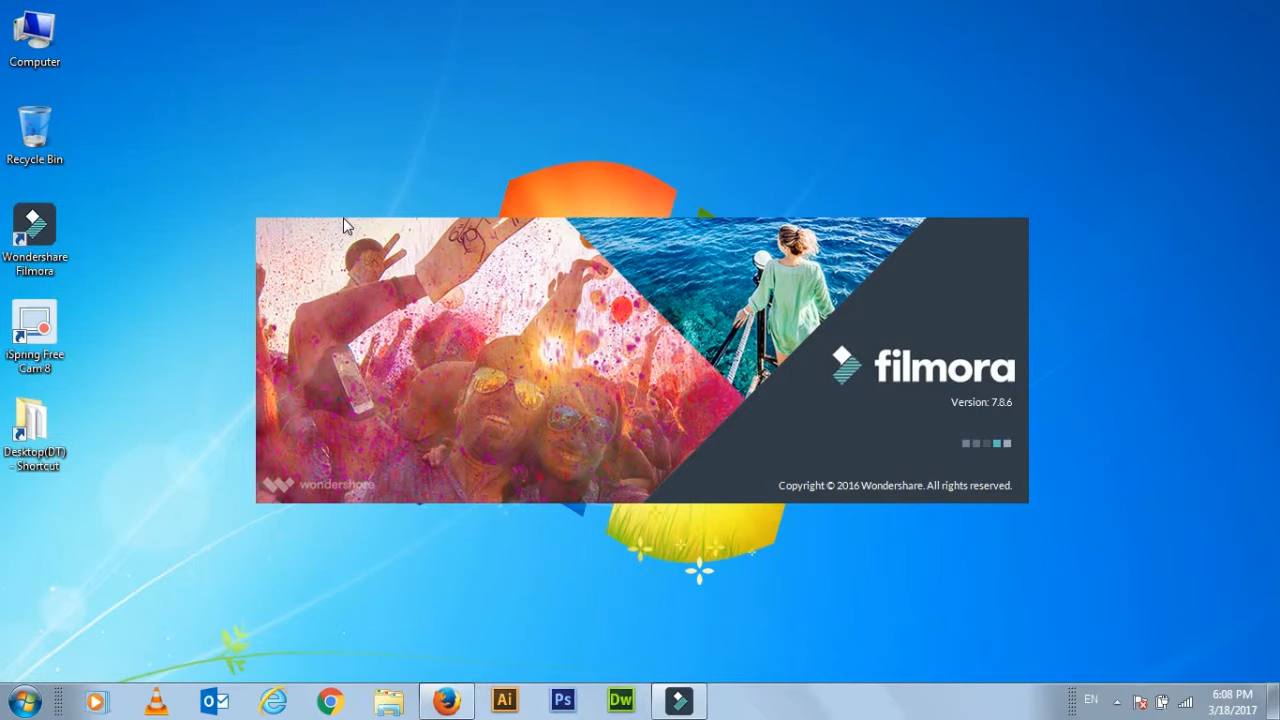 Computer
Recycle Bin
Wondershare
Filmora
iSpring Free
Cam 8
Desktop(DT)
- Shortcut
filmora
Version: 7.8.6
wondershare
Copyright © 2016 Wondershare. All rights reserved.
Ai
Ps
Dw
EN
6:08 PM
3/18/2017